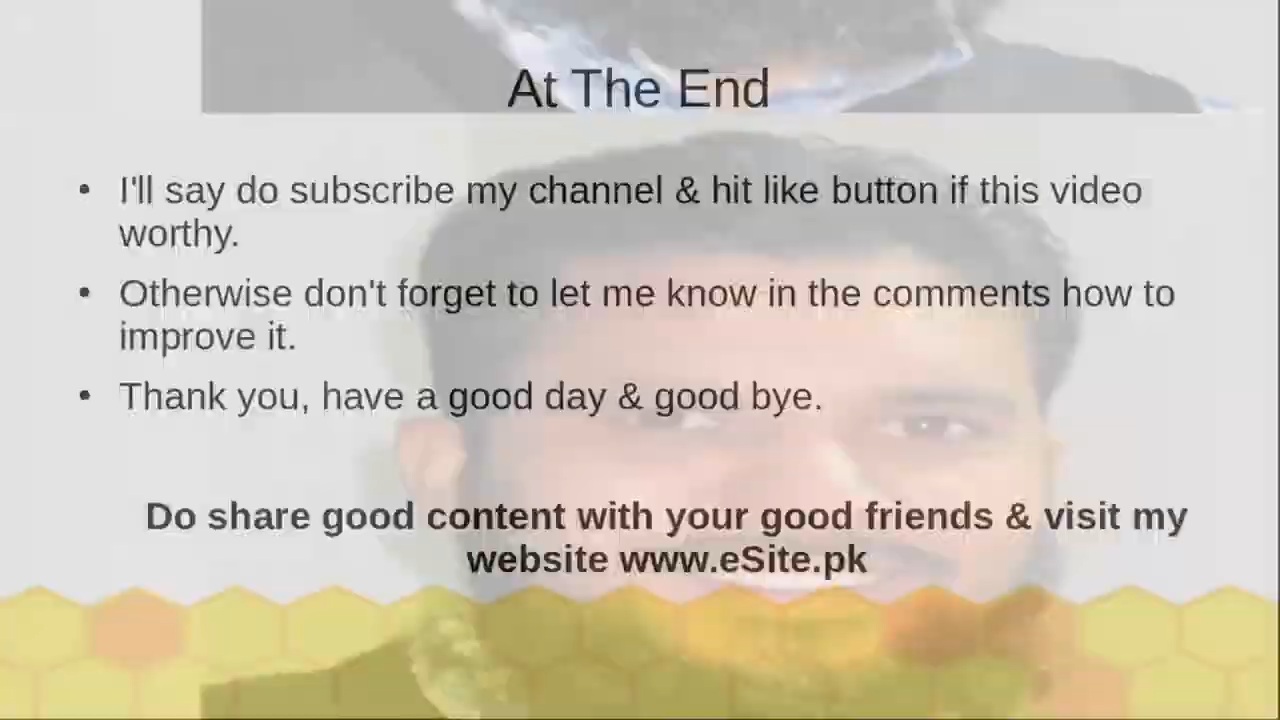 At The End
• I'll say do subscribe my channel & hit like button if this video
worthy.
• Otherwise don't forget to let me know in the comments how to
improve it.
• Thank you, have a good day & good bye.
Do share good content with your good friends & visit my
website www.eSite.pk